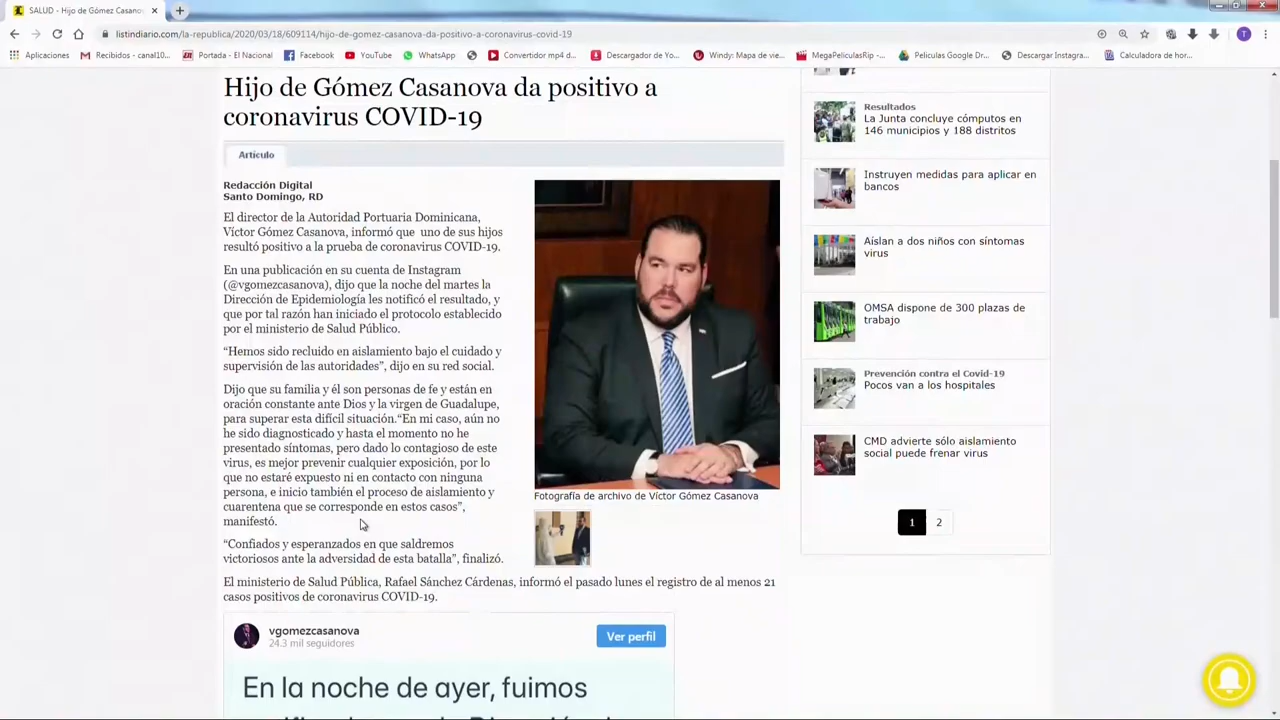 SALUD - Hijo de Gómez Casano
listindiario.com/la-republica/2020/03/18/609114/hijo-de-gomez-casanova-da-positivo-a-coronavirus-covid-19
T
Aplicaciones
Recibidos - canal10...
Portada - El Nacional
Facebook
YouTube
WhatsApp
Convertidor mp4 d...
Descargador de Yo...
Windy: Mapa de vie...
MegaPeliculasRip -...
Peliculas Google Dr...
Descargar Instagra...
Calculadora de hor...
Hijo de Gómez Casanova da positivo a
coronavirus COVID-19
Artículo
Redacción Digital
Santo Domingo, RD
El director de la Autoridad Portuaria Dominicana,
Víctor Gómez Casanova, informó que uno de sus hijos
resultó positivo a la prueba de coronavirus COVID-19.
En una publicación en su cuenta de Instagram
(@vgomezcasanova), dijo que la noche del martes la
Dirección de Epidemiología les notificó el resultado, y
que por tal razón han iniciado el protocolo establecido
por el ministerio de Salud Público.
“Hemos sido recluido en aislamiento bajo el cuidado y
supervisión de las autoridades”, dijo en su red social.
Dijo que su familia y él son personas de fe y están en
oración constante ante Dios y la virgen de Guadalupe,
para superar esta difícil situación.“En mi caso, aún no
he sido diagnosticado y hasta el momento no he
presentado síntomas, pero dado lo contagioso de este
virus, es mejor prevenir cualquier exposición, por lo
que no estaré expuesto ni en contacto con ninguna
persona, e inicio también el proceso de aislamiento y
cuarentena que se corresponde en estos casos”,
manifestó.
“Confiados y esperanzados en que saldremos
victoriosos ante la adversidad de esta batalla”, finalizó.
Fotografía de archivo de Víctor Gómez Casanova
El ministerio de Salud Pública, Rafael Sánchez Cárdenas, informó el pasado lunes el registro de al menos 21
casos positivos de coronavirus COVID-19.
vgomezcasanova
24.3 mil seguidores
Ver perfil
En la noche de ayer, fuimos
Resultados
La Junta concluye cómputos en
146 municipios y 188 distritos
Instruyen medidas para aplicar en
bancos
Aíslan a dos niños con síntomas
virus
OMSA dispone de 300 plazas de
trabajo
Prevención contra el Covid-19
Pocos van a los hospitales
CMD advierte sólo aislamiento
social puede frenar virus
1
2